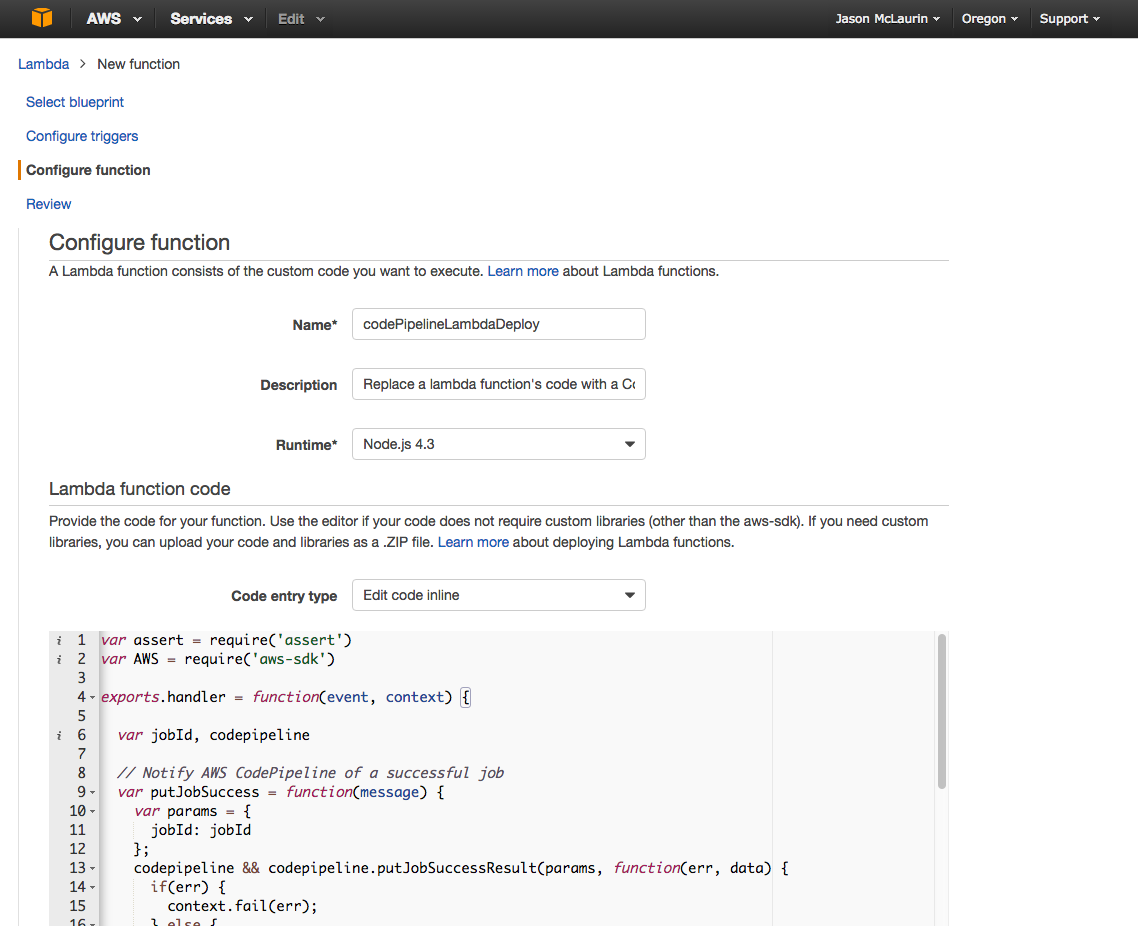 AWS Services Edit Jason McLaurin Oregon Support
Lambda > New function
Select blueprint
Configure triggers
Configure function
Review
Configure function
A Lambda function consists of the custom code you want to execute. Learn more about Lambda functions.
Name* codePipelineLambdaDeploy
Description Replace a lambda function's code with a
Runtime* Node.js 4.3
Lambda function code
Provide the code for your function. Use the editor if your code does not require custom libraries (other than the aws-sdk). If you need custom
libraries, you can upload your code and libraries as a .ZIP file. Learn more about deploying Lambda functions.
Code entry type Edit code inline
i 1 var assert = require('assert')
i 2 var AWS = require('aws-sdk')
3
4 exports.handler = function(event, context) {
5
i 6 var jobId, codepipeline
7
8 // Notify AWS CodePipeline of a successful job
9 var putJobSuccess = function(message) {
10 var params = {
11 jobId: jobId
12 };
13 codepipeline && codepipeline.putJobSuccessResult(params, function(err, data) {
14 if(err) {
15 context.fail(err);
16 } else {